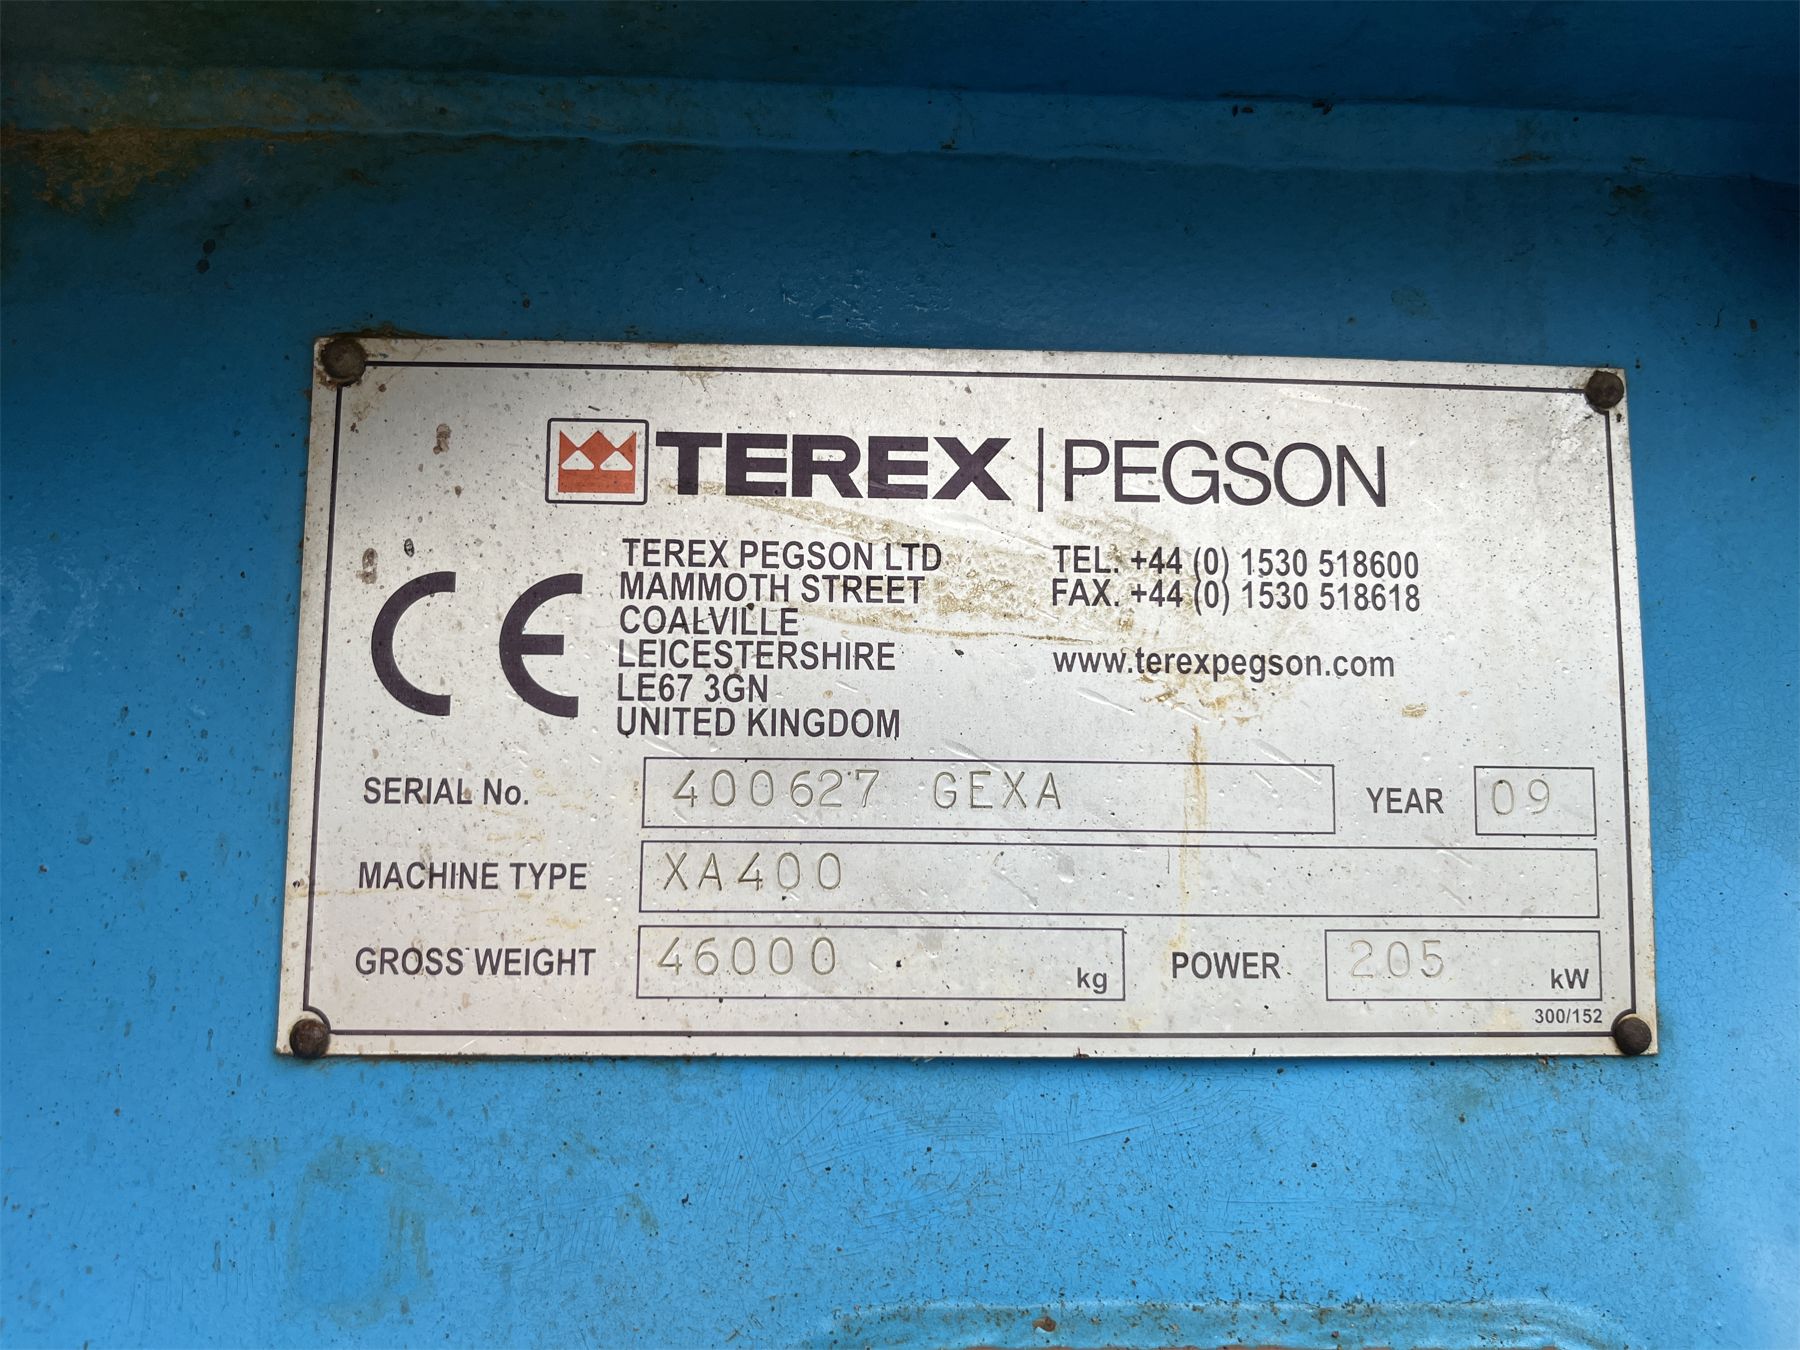 TEREX | PEGSON
TEREX PEGSON LTD
MAMMOTH STREET
COALVILLE
LEICESTERSHIRE
LE67 3GN
UNITED KINGDOM
TEL. +44 (0) 1530 518600
FAX. +44 (0) 1530 518618
www.terexpegson.com
CE
SERIAL No. 400627 GEXA YEAR 09
MACHINE TYPE XA400
GROSS WEIGHT 46000 kg POWER 205 kW
300/152